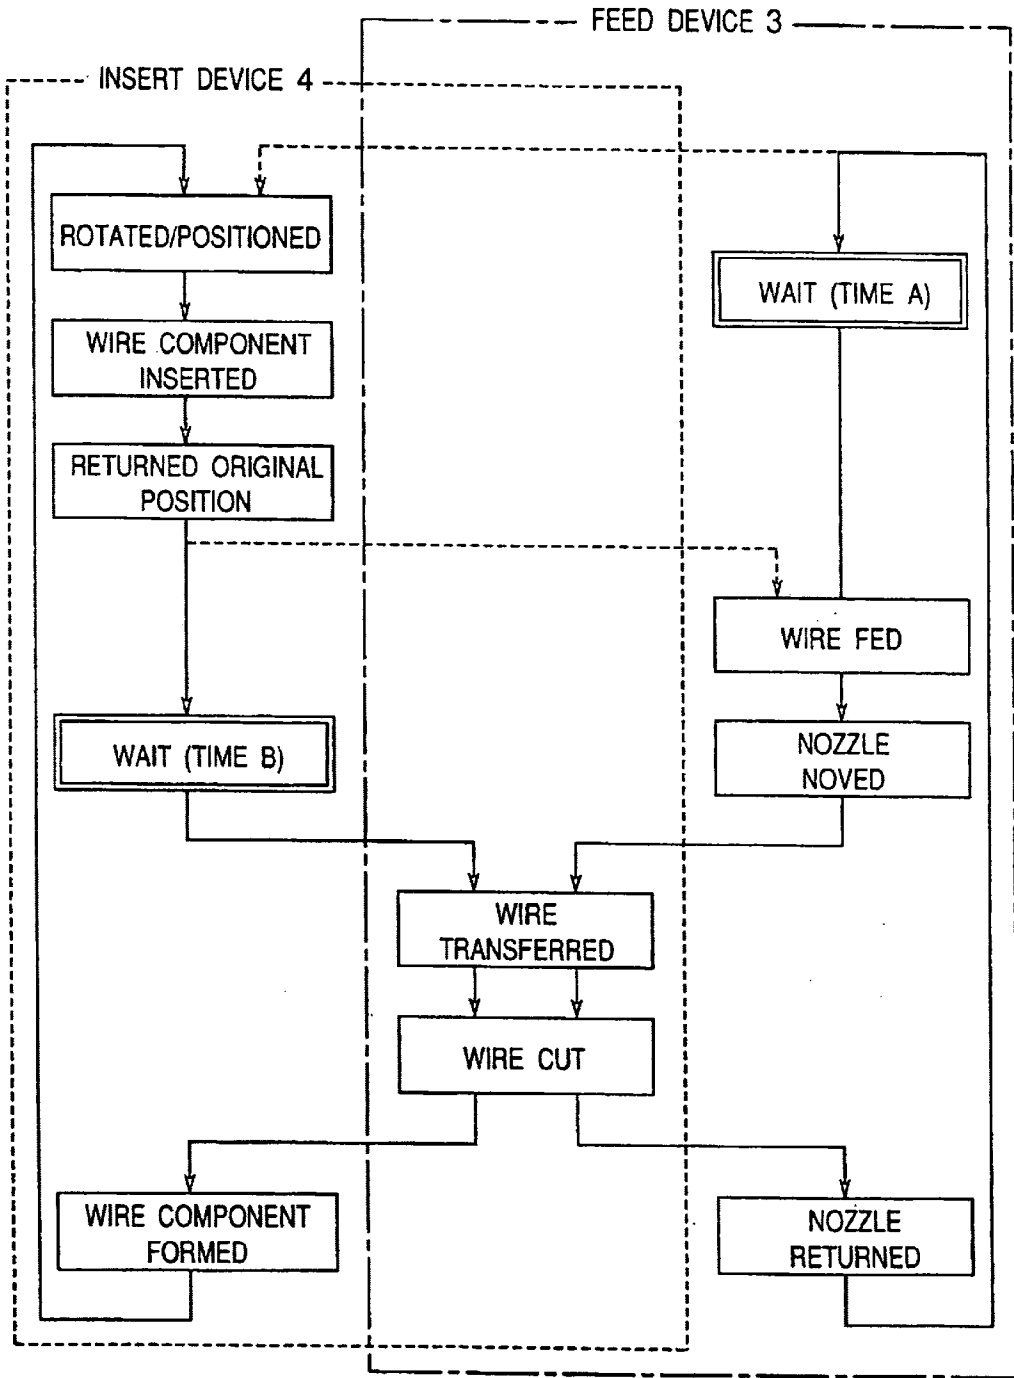 FEED DEVICE 3
INSERT DEVICE 4
ROTATED/POSITIONED
WAIT (TIME A)
WIRE COMPONENT
INSERTED
RETURNED ORIGINAL
POSITION
WIRE FED
WAIT (TIME B)
NOZZLE
NOVED
WIRE
TRANSFERRED
WIRE CUT
WIRE COMPONENT
FORMED
NOZZLE
RETURNED